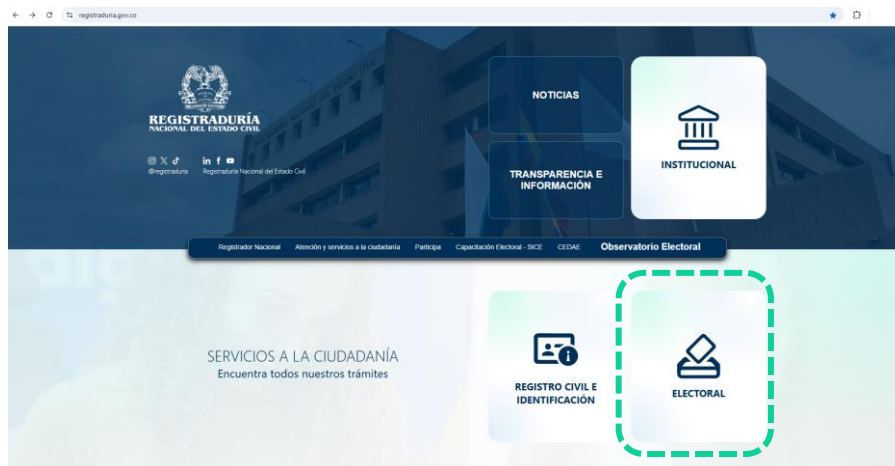 registraduria.gov.co
REGISTRADURÍA
NACIONAL DEL ESTADO CIVIL
@registraduria
Registraduría Nacional del Estado Civil
NOTICIAS
TRANSPARENCIA E
INFORMACIÓN
INSTITUCIONAL
Registrador Nacional Atención y servicios a la ciudadanía Participa Capacitación Electoral - SICE CEDAE Observatorio Electoral
SERVICIOS A LA CIUDADANÍA
Encuentra todos nuestros trámites
REGISTRO CIVIL E
IDENTIFICACIÓN
ELECTORAL